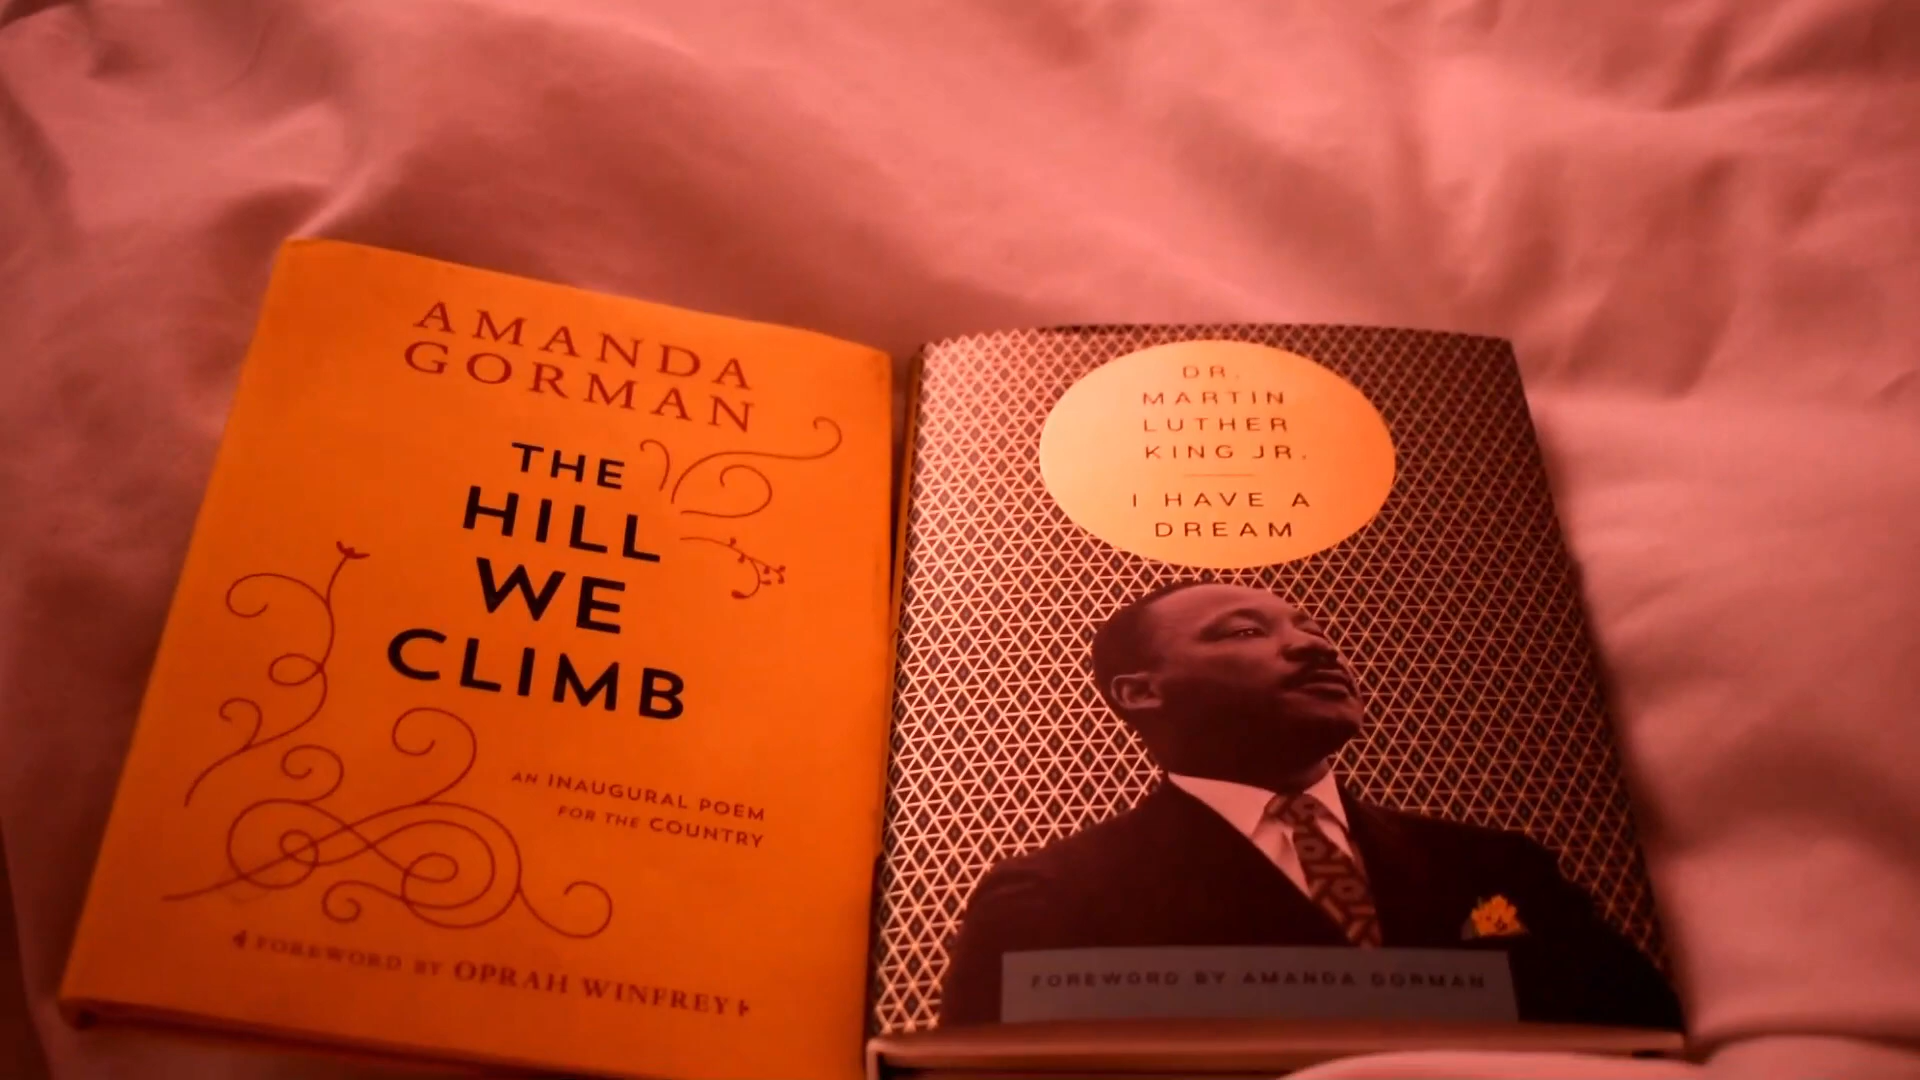 AMANDA
GORMAN
THE
HILL
WE
CLIMB
AN INAUGURAL POEM
FOR THE COUNTRY
FOREWORD BY OPRAH WINFREY
DR.
MARTIN
LUTHER
KING JR.
I HAVE A
DREAM
FOREWORD BY AMANDA GORMAN